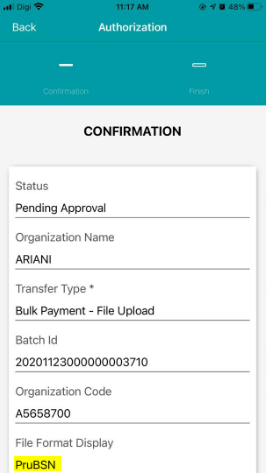 Digi 11:17 AM 48%
Back Authorization
Confirmation Finish
CONFIRMATION
Status
Pending Approval
Organization Name
ARIANI
Transfer Type *
Bulk Payment - File Upload
Batch Id
20201123000000003710
Organization Code
A5658700
File Format Display
PruBSN